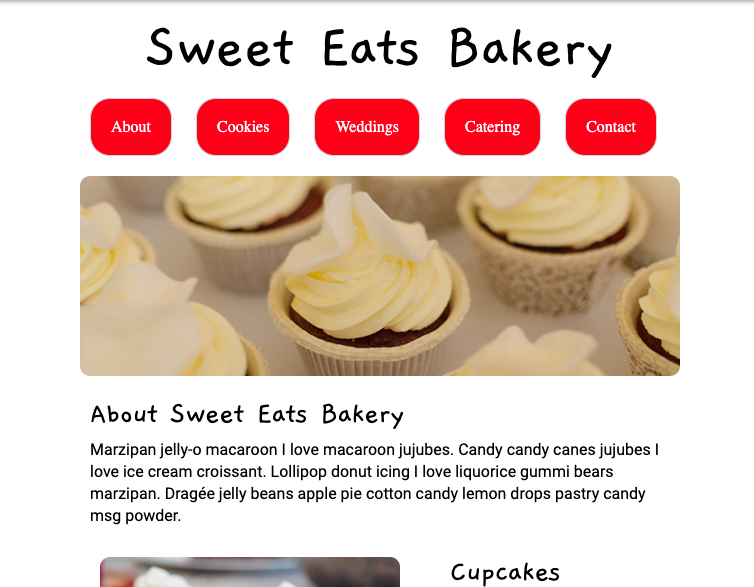 Sweet Eats Bakery
About Cookies Weddings Catering Contact
About Sweet Eats Bakery
Marzipan jelly-o macaroon I love macaroon jujubes. Candy candy canes jujubes I
love ice cream croissant. Lollipop donut icing I love liquorice gummi bears
marzipan. Dragée jelly beans apple pie cotton candy lemon drops pastry candy
msg powder.
Cupcakes